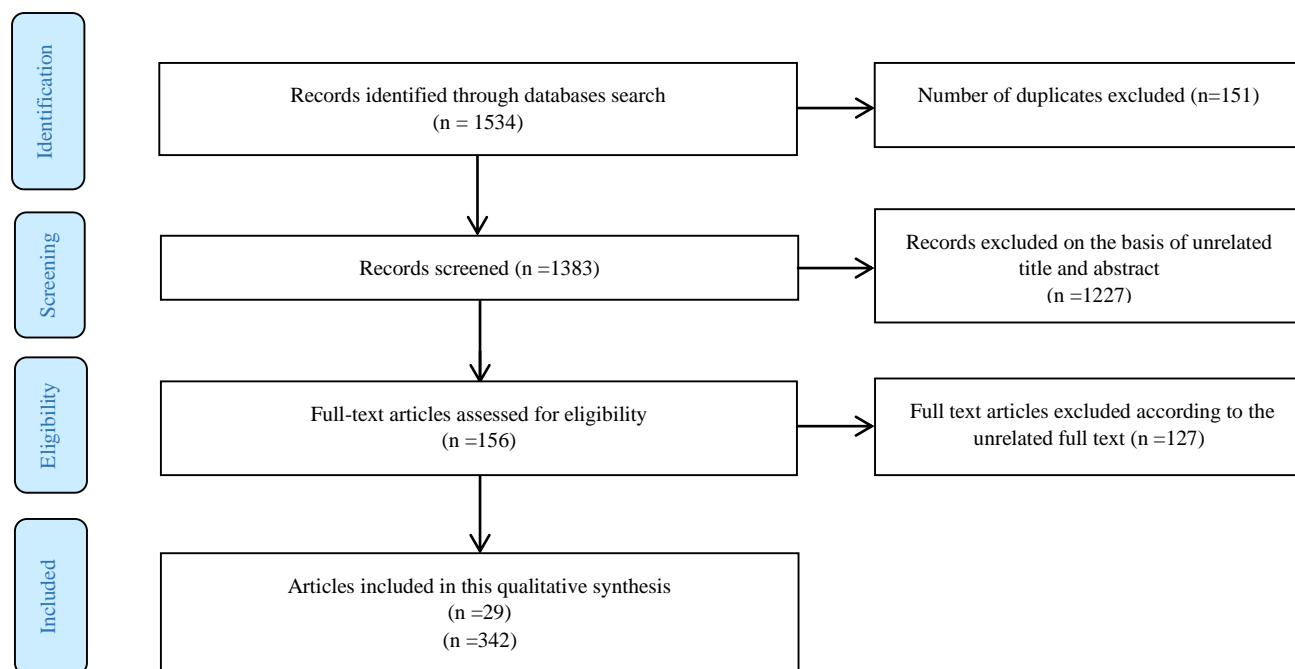 Identification
Records identified through databases search
(n = 1534)
Number of duplicates excluded (n=151)
Screening
Records screened (n =1383)
Records excluded on the basis of unrelated
title and abstract
(n =1227)
Eligibility
Full-text articles assessed for eligibility
(n =156)
Full text articles excluded according to the
unrelated full text (n =127)
Included
Articles included in this qualitative synthesis
(n =29)
(n =342)